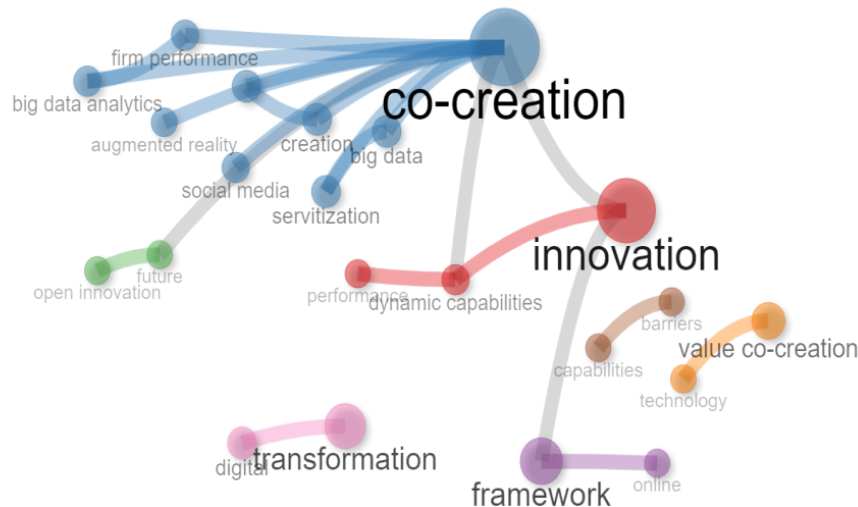 firm performance
big data analytics
co-creation
augmented reality
creation
big data
social media
servitization
innovation
future
open innovation
performance
dynamic capabilities
barriers
value co-creation
capabilities
technology
digital
transformation
framework
online